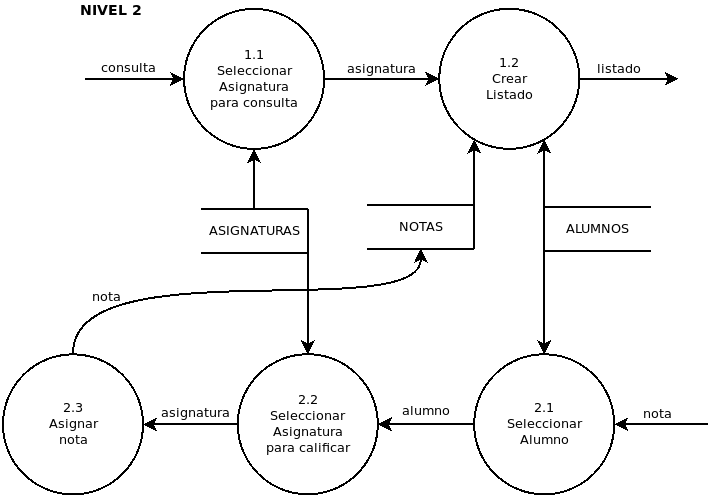 NIVEL 2
consulta
1.1
Seleccionar
Asignatura
para consulta
asignatura
1.2
Crear
Listado
listado
ASIGNATURAS
NOTAS
ALUMNOS
nota
2.3
Asignar
nota
asignatura
2.2
Seleccionar
Asignatura
para calificar
alumno
2.1
Seleccionar
Alumno
nota